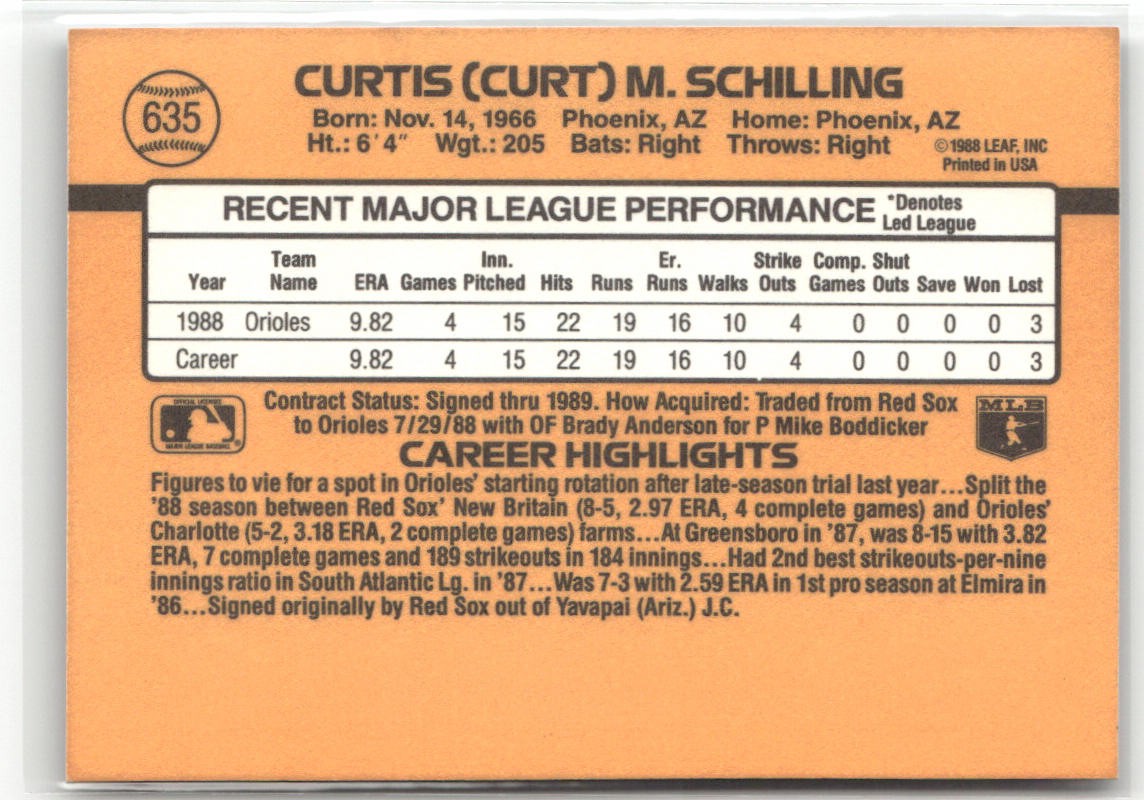 635
CURTIS (CURT) M. SCHILLING
Born: Nov. 14, 1966 Phoenix, AZ Home: Phoenix, AZ
Ht.: 6' 4" Wgt.: 205 Bats: Right Throws: Right
©1988 LEAF, INC
Printed in USA
RECENT MAJOR LEAGUE PERFORMANCE *Denotes
Led League
Team Inn. Er. Strike Comp. Shut
Year Name ERA Games Pitched Hits Runs Runs Walks Outs Games Outs Save Won Lost
1988 Orioles 9.82 4 15 22 19 16 10 4 0 0 0 0 3
Career 9.82 4 15 22 19 16 10 4 0 0 0 0 3
OFFICIAL LICENSEE
MAJOR LEAGUE BASEBALL
Contract Status: Signed thru 1989. How Acquired: Traded from Red Sox
to Orioles 7/29/88 with OF Brady Anderson for P Mike Boddicker
MLB
CAREER HIGHLIGHTS
Figures to vie for a spot in Orioles' starting rotation after late-season trial last year...Split the
'88 season between Red Sox' New Britain (8-5, 2.97 ERA, 4 complete games) and Orioles'
Charlotte (5-2, 3.18 ERA, 2 complete games) farms...At Greensboro in '87, was 8-15 with 3.82
ERA, 7 complete games and 189 strikeouts in 184 innings...Had 2nd best strikeouts-per-nine
innings ratio in South Atlantic Lg. in '87...Was 7-3 with 2.59 ERA in 1st pro season at Elmira in
'86...Signed originally by Red Sox out of Yavapai (Ariz.) J.C.